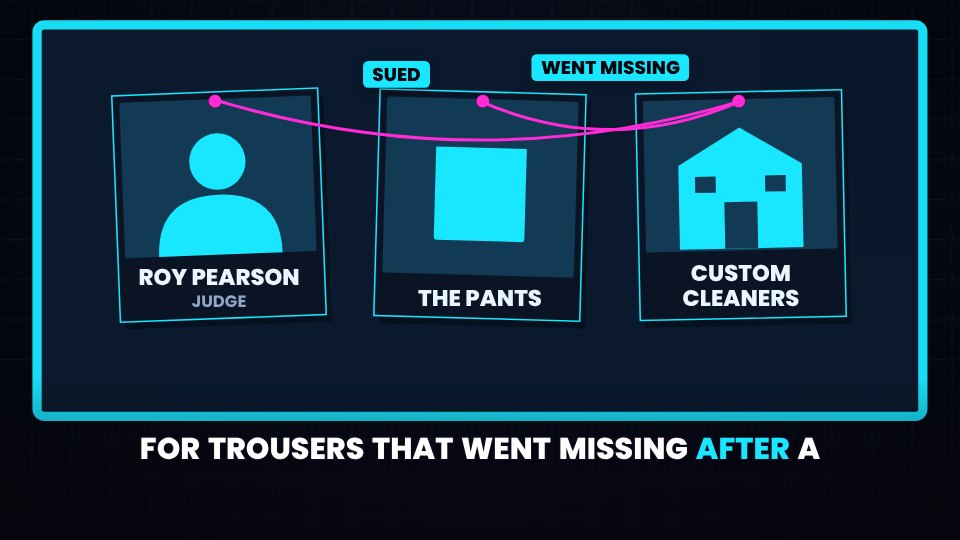 SUED
WENT MISSING
ROY PEARSON
JUDGE
THE PANTS
CUSTOM
CLEANERS
FOR TROUSERS THAT WENT MISSING AFTER A